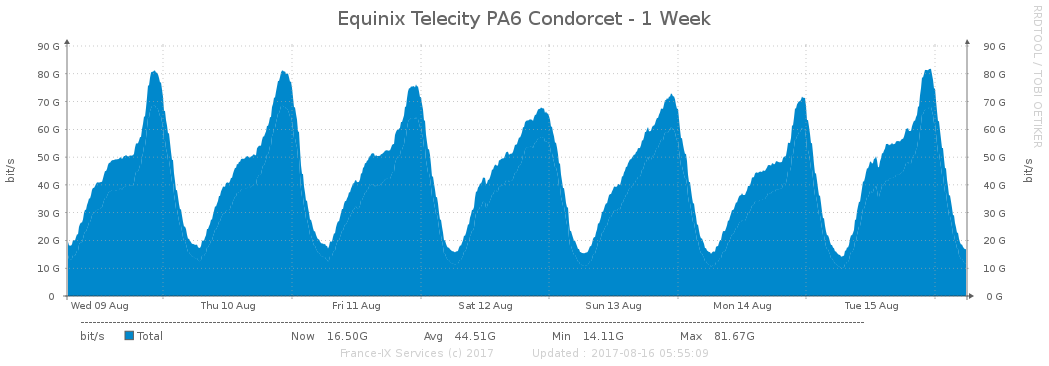 Equinix Telecity PA6 Condorcet - 1 Week
RRDTOOL / TOBI OETIKER
90 G 90 G
80 G 80 G
70 G 70 G
60 G 60 G
50 G 50 G
40 G 40 G
30 G 30 G
20 G 20 G
10 G 10 G
0 0 G
bit/s bit/s
Wed 09 Aug Thu 10 Aug Fri 11 Aug Sat 12 Aug Sun 13 Aug Mon 14 Aug Tue 15 Aug
bit/s Total Now 16.50G Avg 44.51G Min 14.11G Max 81.67G
France-IX Services (c) 2017 Updated : 2017-08-16 05:55:09